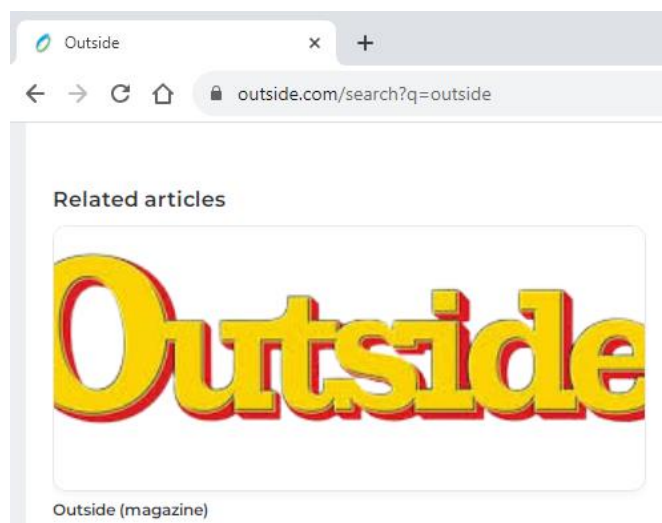 Outside
outside.com/search?q=outside
Related articles
Outside
Outside (magazine)